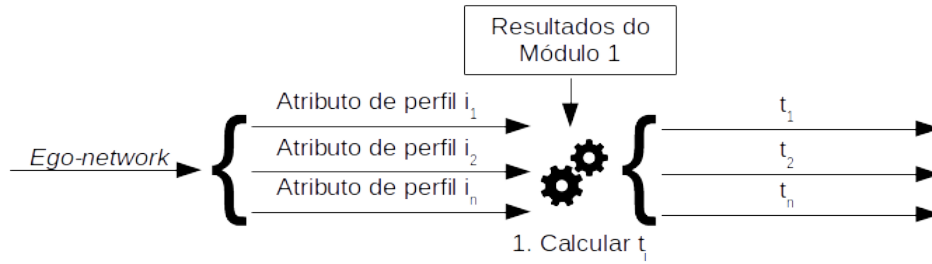 Resultados do
Módulo 1
Atributo de perfil i₁
t₁
Ego-network
Atributo de perfil i₂
t₂
Atributo de perfil iₙ
tₙ
1. Calcular tᵢ